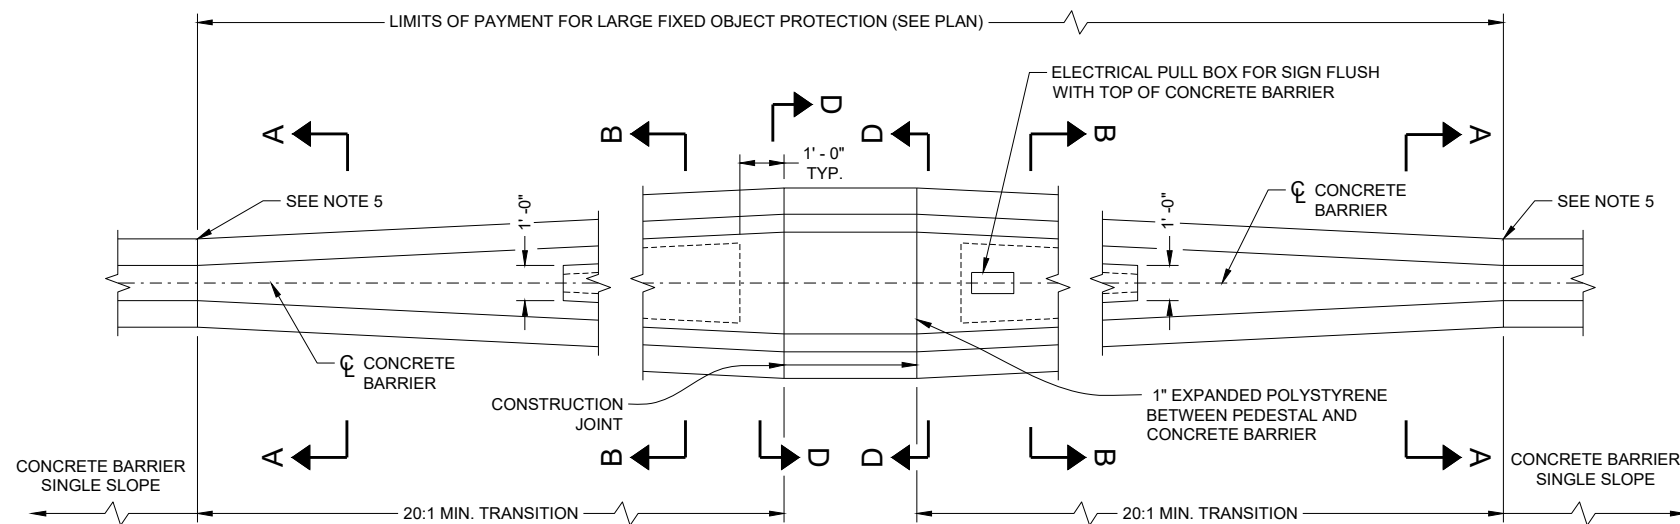 LIMITS OF PAYMENT FOR LARGE FIXED OBJECT PROTECTION (SEE PLAN)
ELECTRICAL PULL BOX FOR SIGN FLUSH
WITH TOP OF CONCRETE BARRIER
A
B
D
D
B
A
1' - 0"
TYP.
SEE NOTE 5
1' -0"
℄ CONCRETE
BARRIER
1' -0"
SEE NOTE 5
℄ CONCRETE
BARRIER
CONSTRUCTION
JOINT
1" EXPANDED POLYSTYRENE
BETWEEN PEDESTAL AND
CONCRETE BARRIER
A
B
D
D
B
A
CONCRETE BARRIER
SINGLE SLOPE
CONCRETE BARRIER
SINGLE SLOPE
20:1 MIN. TRANSITION
20:1 MIN. TRANSITION